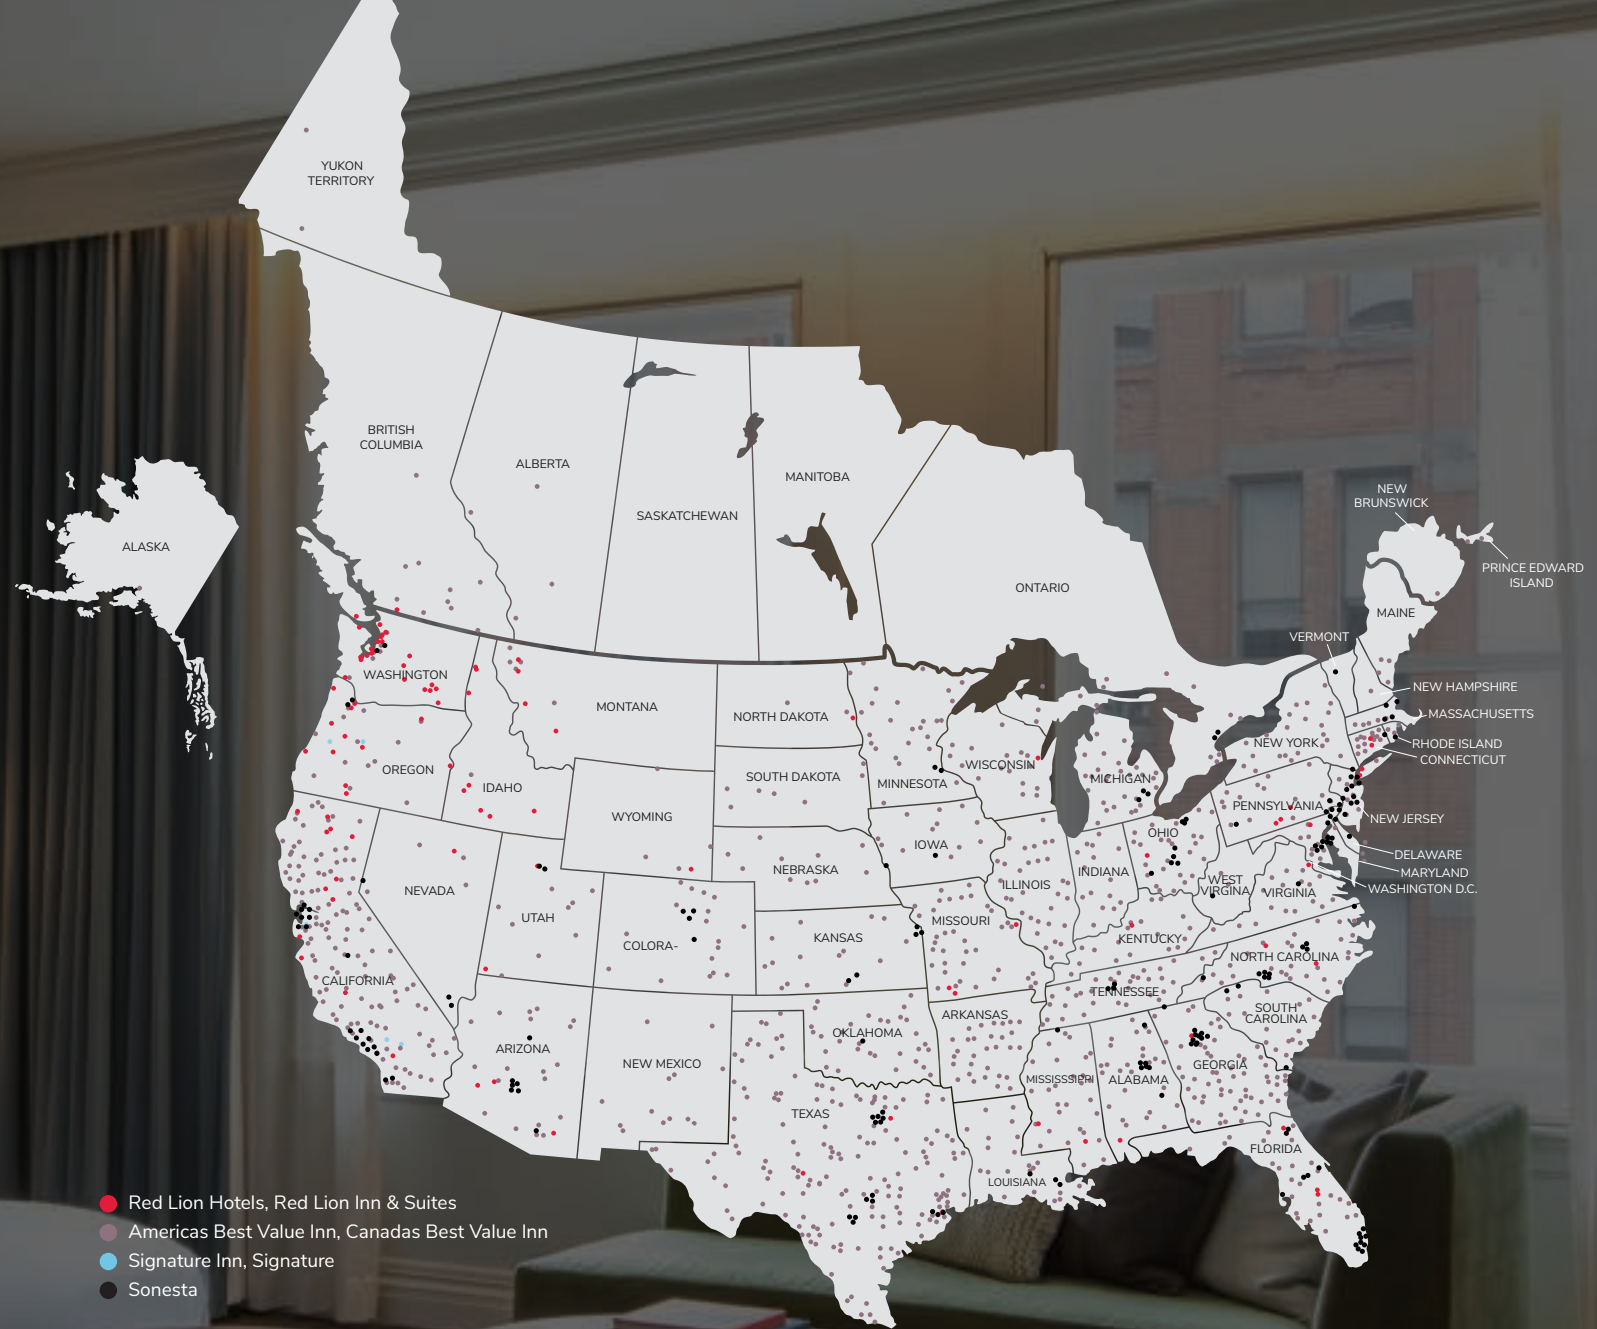 YUKON
TERRITORY
BRITISH
COLUMBIA
ALBERTA
MANITOBA
SASKATCHEWAN
NEW
BRUNSWICK
ALASKA
PRINCE EDWARD
ISLAND
ONTARIO
MAINE
VERMONT
WASHINGTON
NEW HAMPSHIRE
MONTANA
NORTH DAKOTA
MASSACHUSETTS
NEW YORK
RHODE ISLAND
CONNECTICUT
OREGON
WISCONSIN
SOUTH DAKOTA
MICHIGAN
MINNESOTA
IDAHO
PENNSYLVANIA
WYOMING
NEW JERSEY
OHIO
IOWA
DELAWARE
NEBRASKA
INDIANA
MARYLAND
ILLINOIS
WEST
VIRGINA
VIRGINIA
WASHINGTON D.C.
NEVADA
UTAH
MISSOURI
KANSAS
KENTUCKY
COLORA-
NORTH CAROLINA
CALIFORNIA
TENNESSEE
ARKANSAS
SOUTH
CAROLINA
OKLAHOMA
ARIZONA
NEW MEXICO
GEORGIA
MISSISSSIPPI
ALABAMA
TEXAS
FLORIDA
LOUISIANA
Red Lion Hotels, Red Lion Inn & Suites
Americas Best Value Inn, Canadas Best Value Inn
Signature Inn, Signature
Sonesta